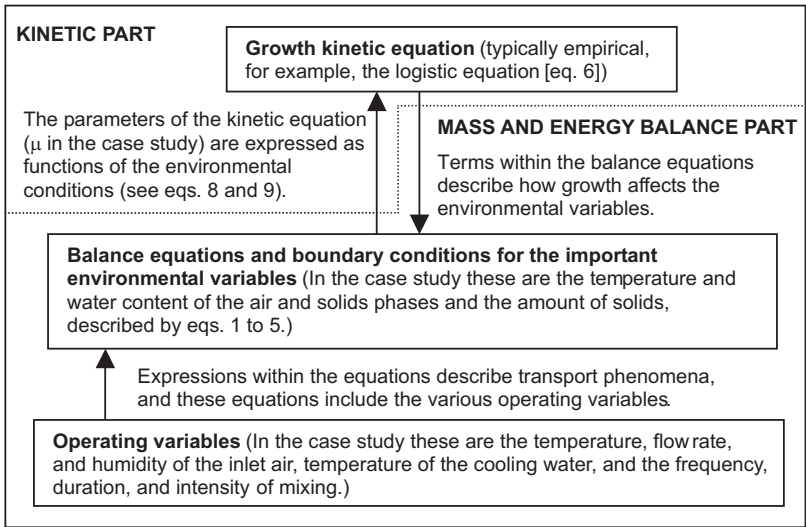 KINETIC PART
Growth kinetic equation (typically empirical,
for example, the logistic equation [eq. 6])
The parameters of the kinetic equation
(μ in the case study) are expressed as
functions of the environmental
conditions (see eqs. 8 and 9).
MASS AND ENERGY BALANCE PART
Terms within the balance equations
describe how growth affects the
environmental variables.
Balance equations and boundary conditions for the important
environmental variables (In the case study these are the temperature and
water content of the air and solids phases and the amount of solids,
described by eqs. 1 to 5.)
Expressions within the equations describe transport phenomena,
and these equations include the various operating variables.
Operating variables (In the case study these are the temperature, flow rate,
and humidity of the inlet air, temperature of the cooling water, and the frequency,
duration, and intensity of mixing.)